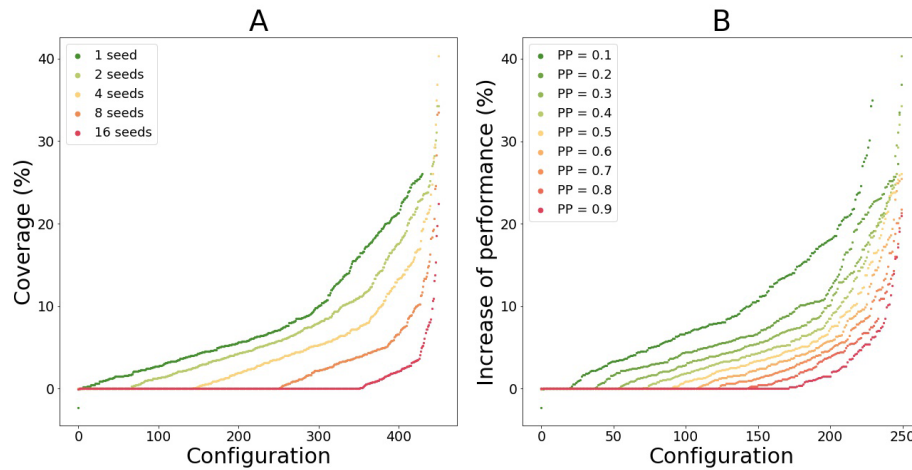 A
1 seed
2 seeds
4 seeds
8 seeds
16 seeds
Coverage (%)
40
30
20
10
0
0
100
200
300
400
Configuration
B
PP = 0.1
PP = 0.2
PP = 0.3
PP = 0.4
PP = 0.5
PP = 0.6
PP = 0.7
PP = 0.8
PP = 0.9
Increase of performance (%)
40
30
20
10
0
0
50
100
150
200
250
Configuration